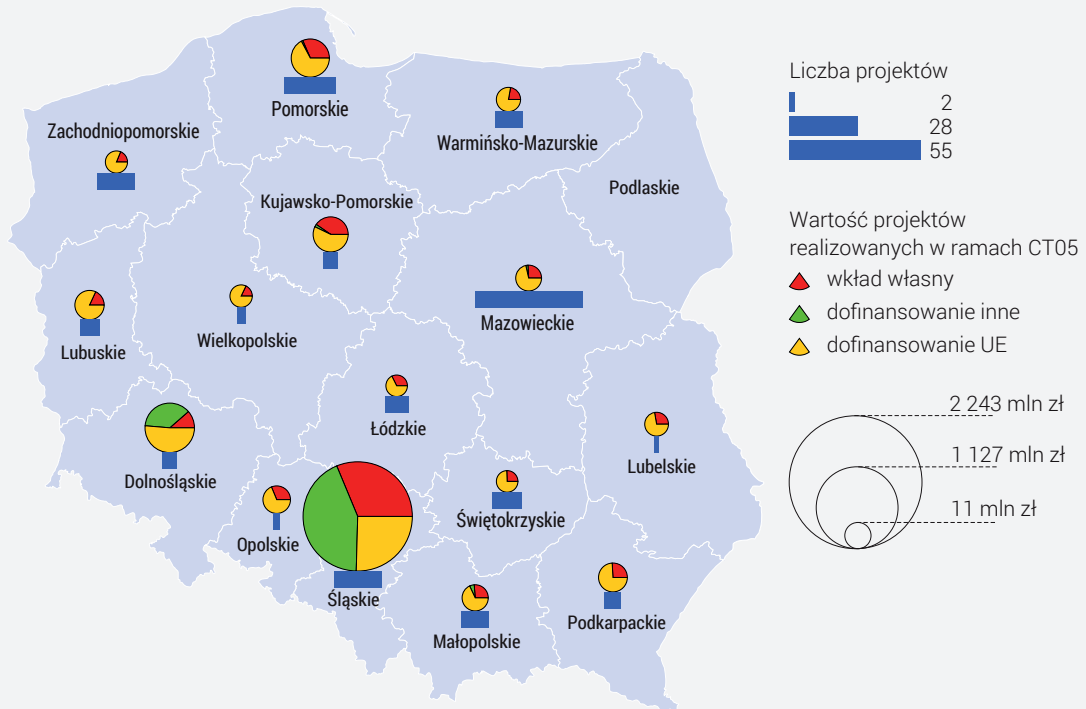 Pomorskie
Zachodniopomorskie
Warmińsko-Mazurskie
Podlaskie
Kujawsko-Pomorskie
Mazowieckie
Wielkopolskie
Lubuskie
Łódzkie
Lubelskie
Dolnośląskie
Świętokrzyskie
Opolskie
Śląskie
Podkarpackie
Małopolskie
Liczba projektów
2
28
55
Wartość projektów
realizowanych w ramach CT05
wkład własny
dofinansowanie inne
dofinansowanie UE
2 243 mln zł
1 127 mln zł
11 mln zł